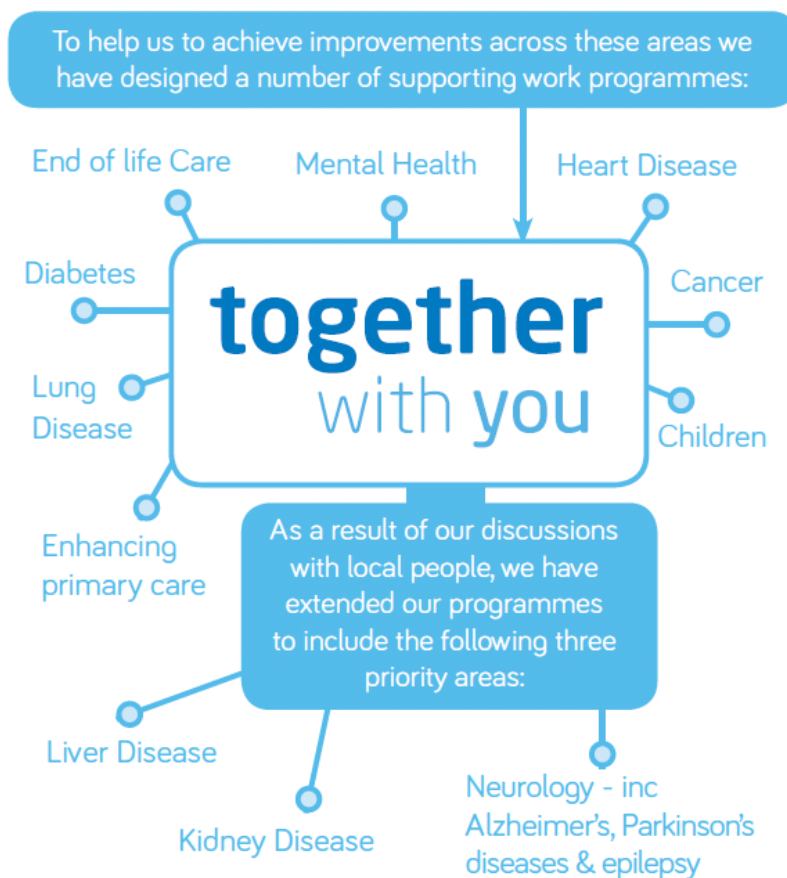 To help us to achieve improvements across these areas we
have designed a number of supporting work programmes:
End of life Care
Mental Health
Heart Disease
Diabetes
Cancer
together
with you
Lung
Disease
Children
Enhancing
primary care
As a result of our discussions
with local people, we have
extended our programmes
to include the following three
priority areas:
Liver Disease
Kidney Disease
Neurology - inc
Alzheimer's, Parkinson's
diseases & epilepsy